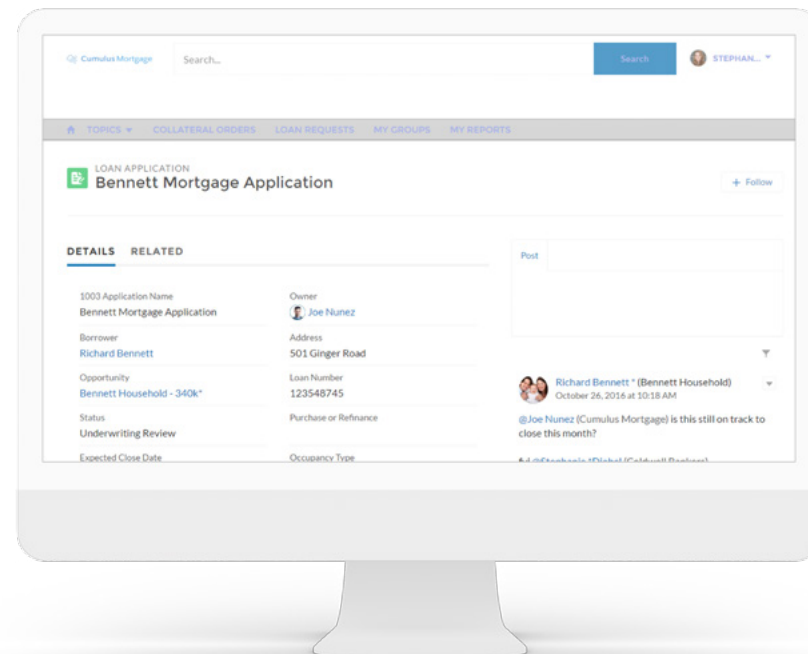 Cumulus Mortgage
Search...
Search
STEPHAN...
TOPICS
COLLATERAL ORDERS
LOAN REQUESTS
MY GROUPS
MY REPORTS
LOAN APPLICATION
Bennett Mortgage Application
+ Follow
DETAILS
RELATED
1003 Application Name
Bennett Mortgage Application
Owner
Joe Nunez
Borrower
Richard Bennett
Address
501 Ginger Road
Opportunity
Bennett Household - 340k*
Loan Number
123548745
Status
Underwriting Review
Purchase or Refinance
Expected Close Date
Occupancy Type
Post
Richard Bennett * (Bennett Household)
October 26, 2016 at 10:18 AM
@Joe Nunez (Cumulus Mortgage) is this still on track to
close this month?